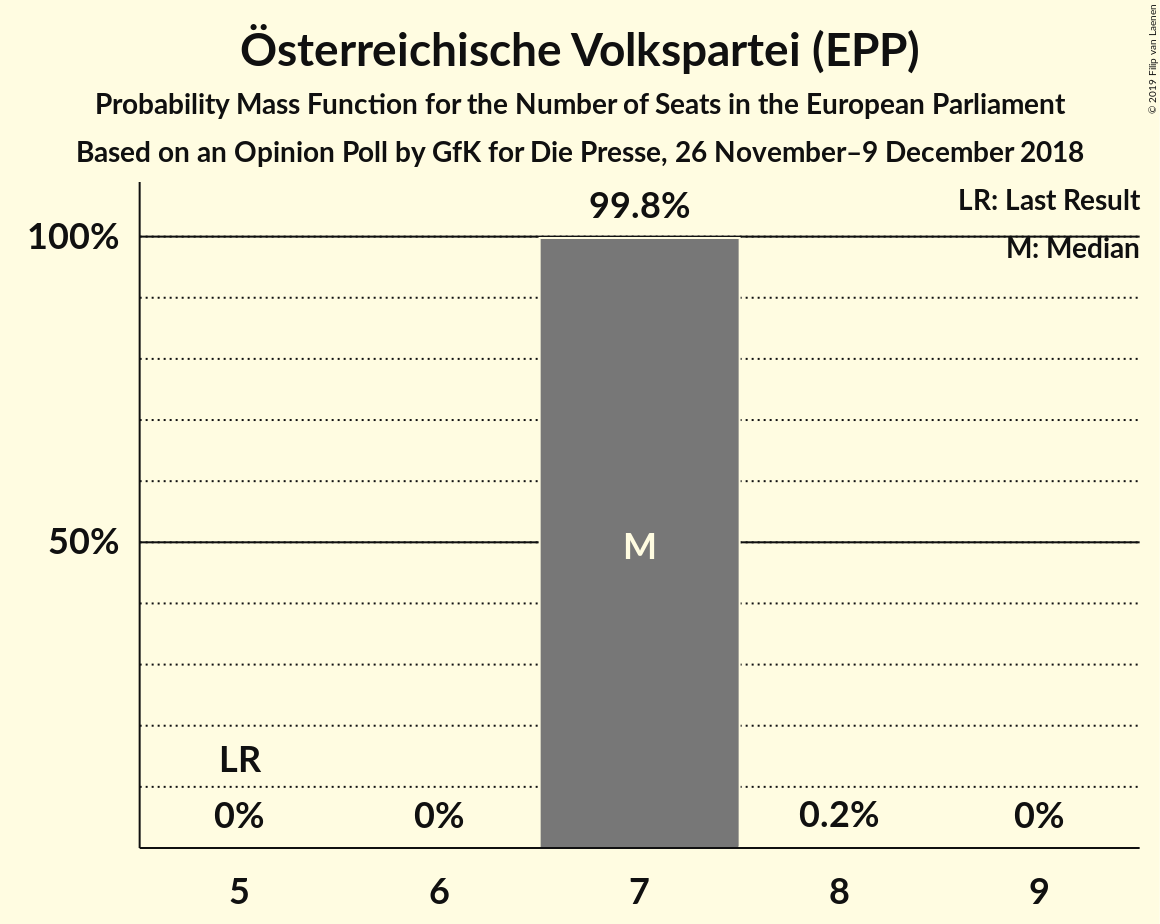 Österreichische Volkspartei (EPP)
Probability Mass Function for the Number of Seats in the European Parliament
Based on an Opinion Poll by GfK for Die Presse, 26 November–9 December 2018
© 2019 Filip van Laenen
99.8%
LR: Last Result
100%
M: Median
50%
M
LR
0%
0%
0.2%
0%
5
6
7
8
9